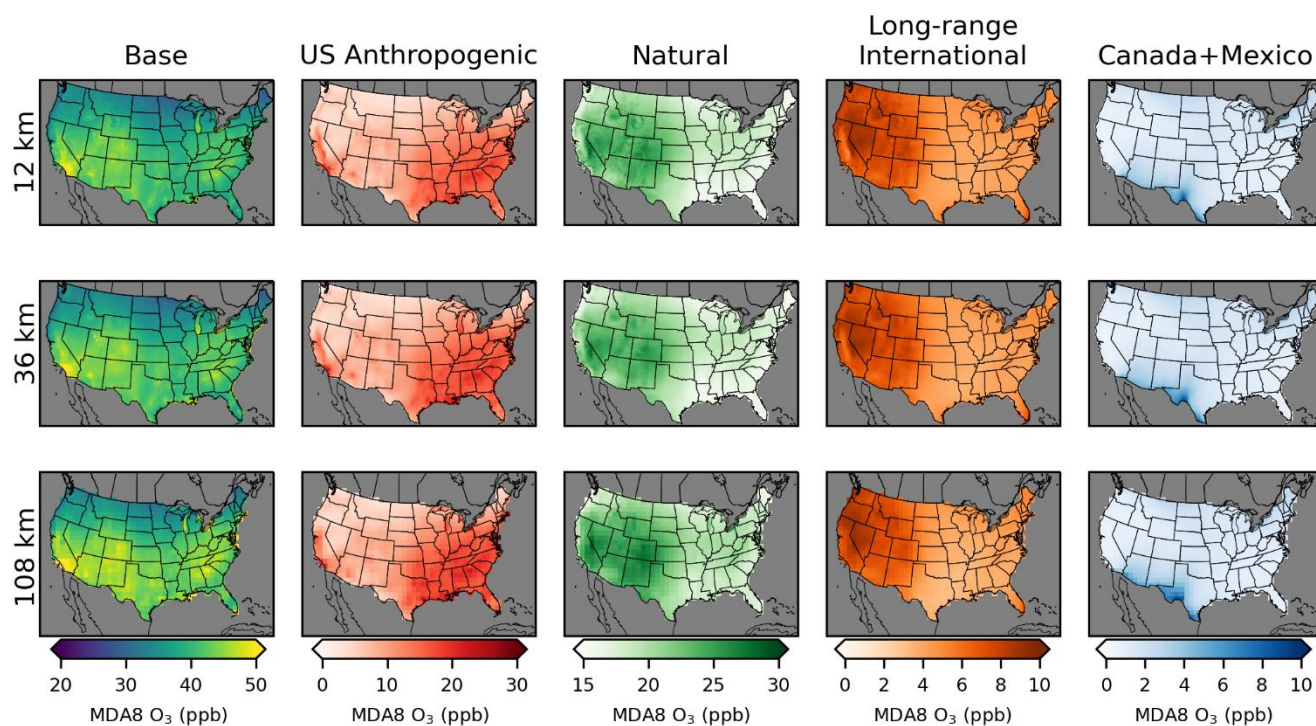 Base
US Anthropogenic
Natural
Long-range
International
Canada+Mexico
12 km
36 km
108 km
20 30 40 50
MDA8 O₃ (ppb)
0 10 20 30
MDA8 O₃ (ppb)
15 20 25 30
MDA8 O₃ (ppb)
0 2 4 6 8 10
MDA8 O₃ (ppb)
0 2 4 6 8 10
MDA8 O₃ (ppb)